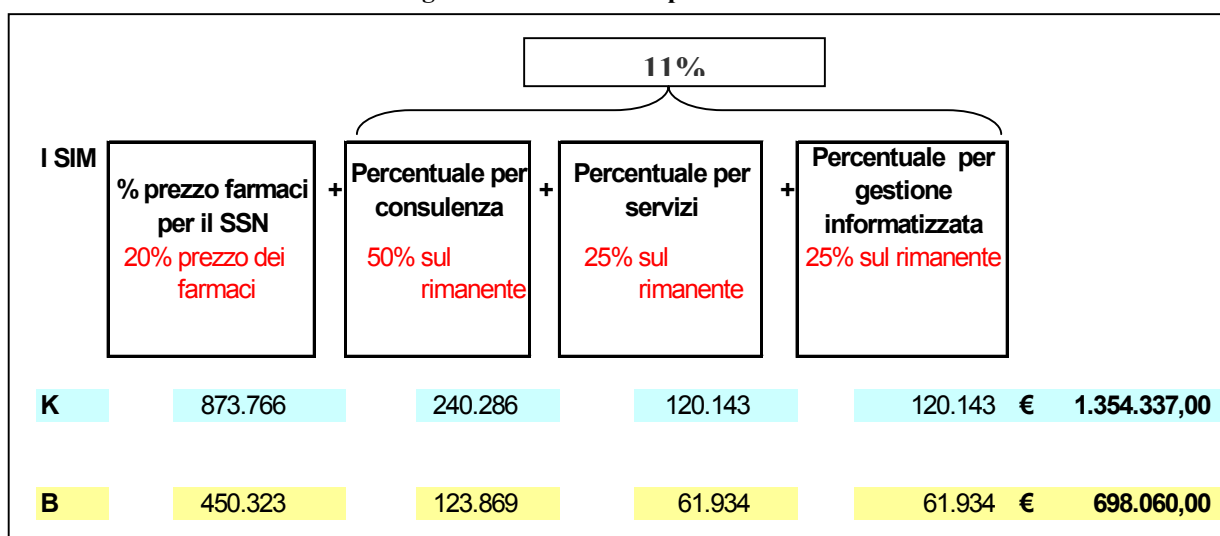 11%
I SIM
% prezzo farmaci
per il SSN
20% prezzo dei
farmaci
+
Percentuale per
consulenza
50% sul
rimanente
+
Percentuale per
servizi
25% sul
rimanente
+
Percentuale per
gestione
informatizzata
25% sul rimanente
K 873.766 240.286 120.143 120.143 € 1.354.337,00
B 450.323 123.869 61.934 61.934 € 698.060,00